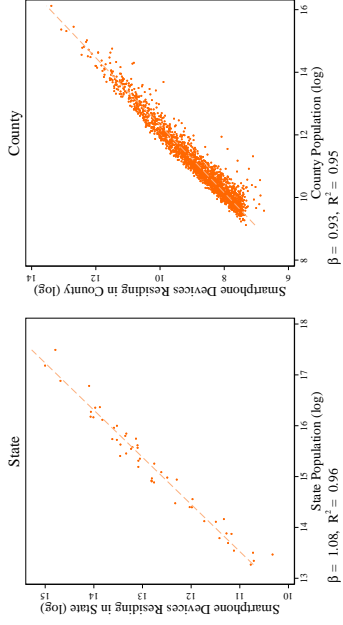 State
Smartphone Devices Residing in State (log)
15
14
13
12
11
10
13
14
15
16
17
18
State Population (log)
β = 1.08, R² = 0.96
County
Smartphone Devices Residing in County (log)
14
12
10
8
6
8
10
12
14
16
County Population (log)
β = 0.93, R² = 0.95